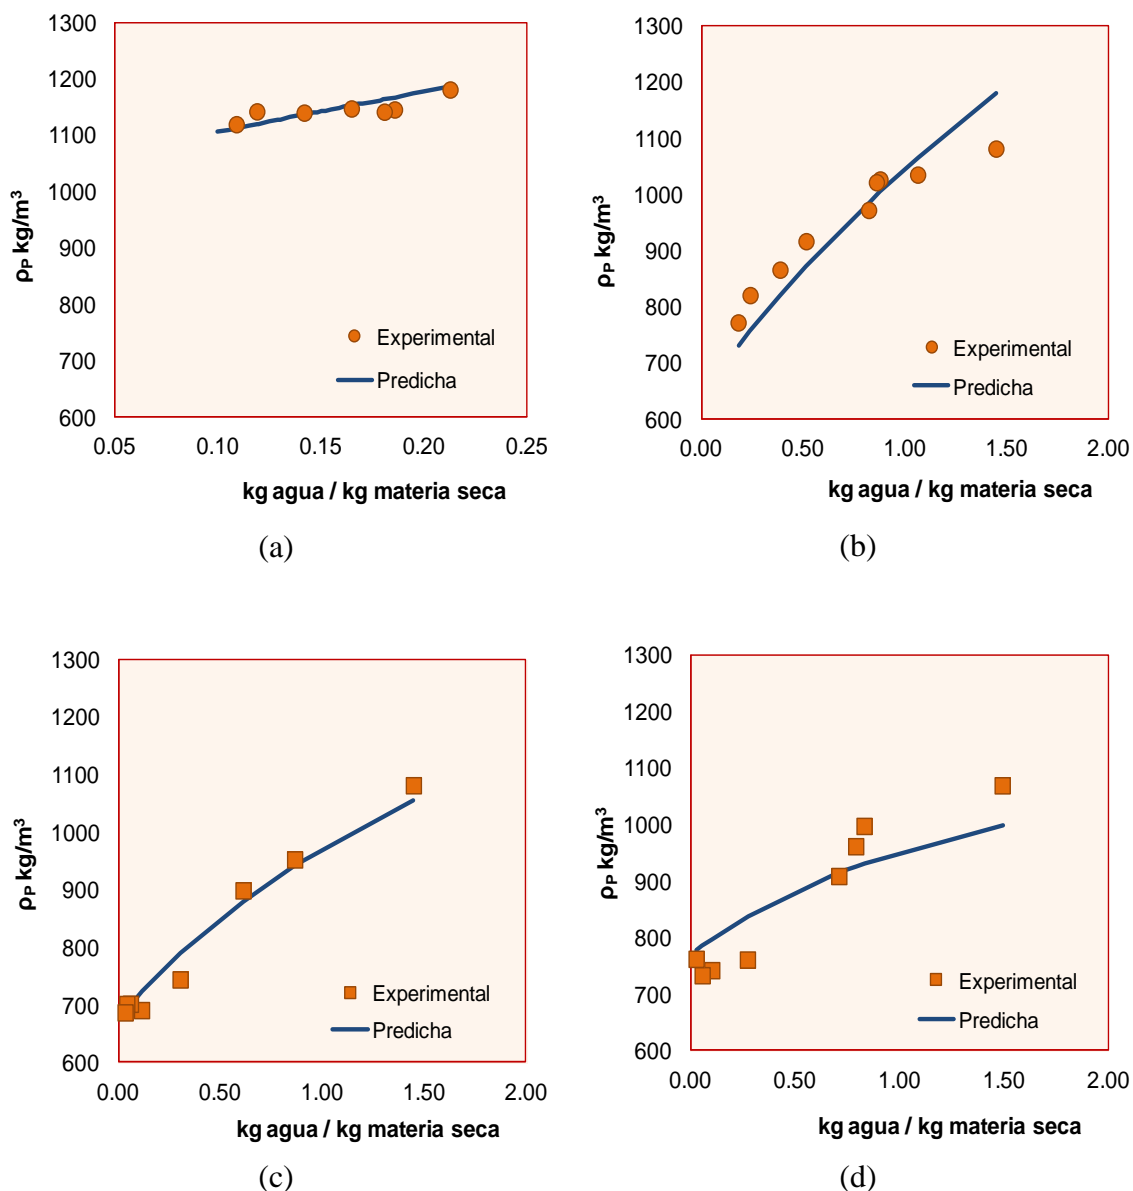 1300
1200
1100
1000
900
800
700
600
ρP kg/m³
Experimental
Predicha
0.05 0.10 0.15 0.20 0.25
kg agua / kg materia seca
(a)
1300
1200
1100
1000
900
800
700
600
ρP kg/m³
Experimental
Predicha
0.00 0.50 1.00 1.50 2.00
kg agua / kg materia seca
(b)
1300
1200
1100
1000
900
800
700
600
ρP kg/m³
Experimental
Predicha
0.00 0.50 1.00 1.50 2.00
kg agua / kg materia seca
(c)
1300
1200
1100
1000
900
800
700
600
ρP kg/m³
Experimental
Predicha
0.00 0.50 1.00 1.50 2.00
kg agua / kg materia seca
(d)